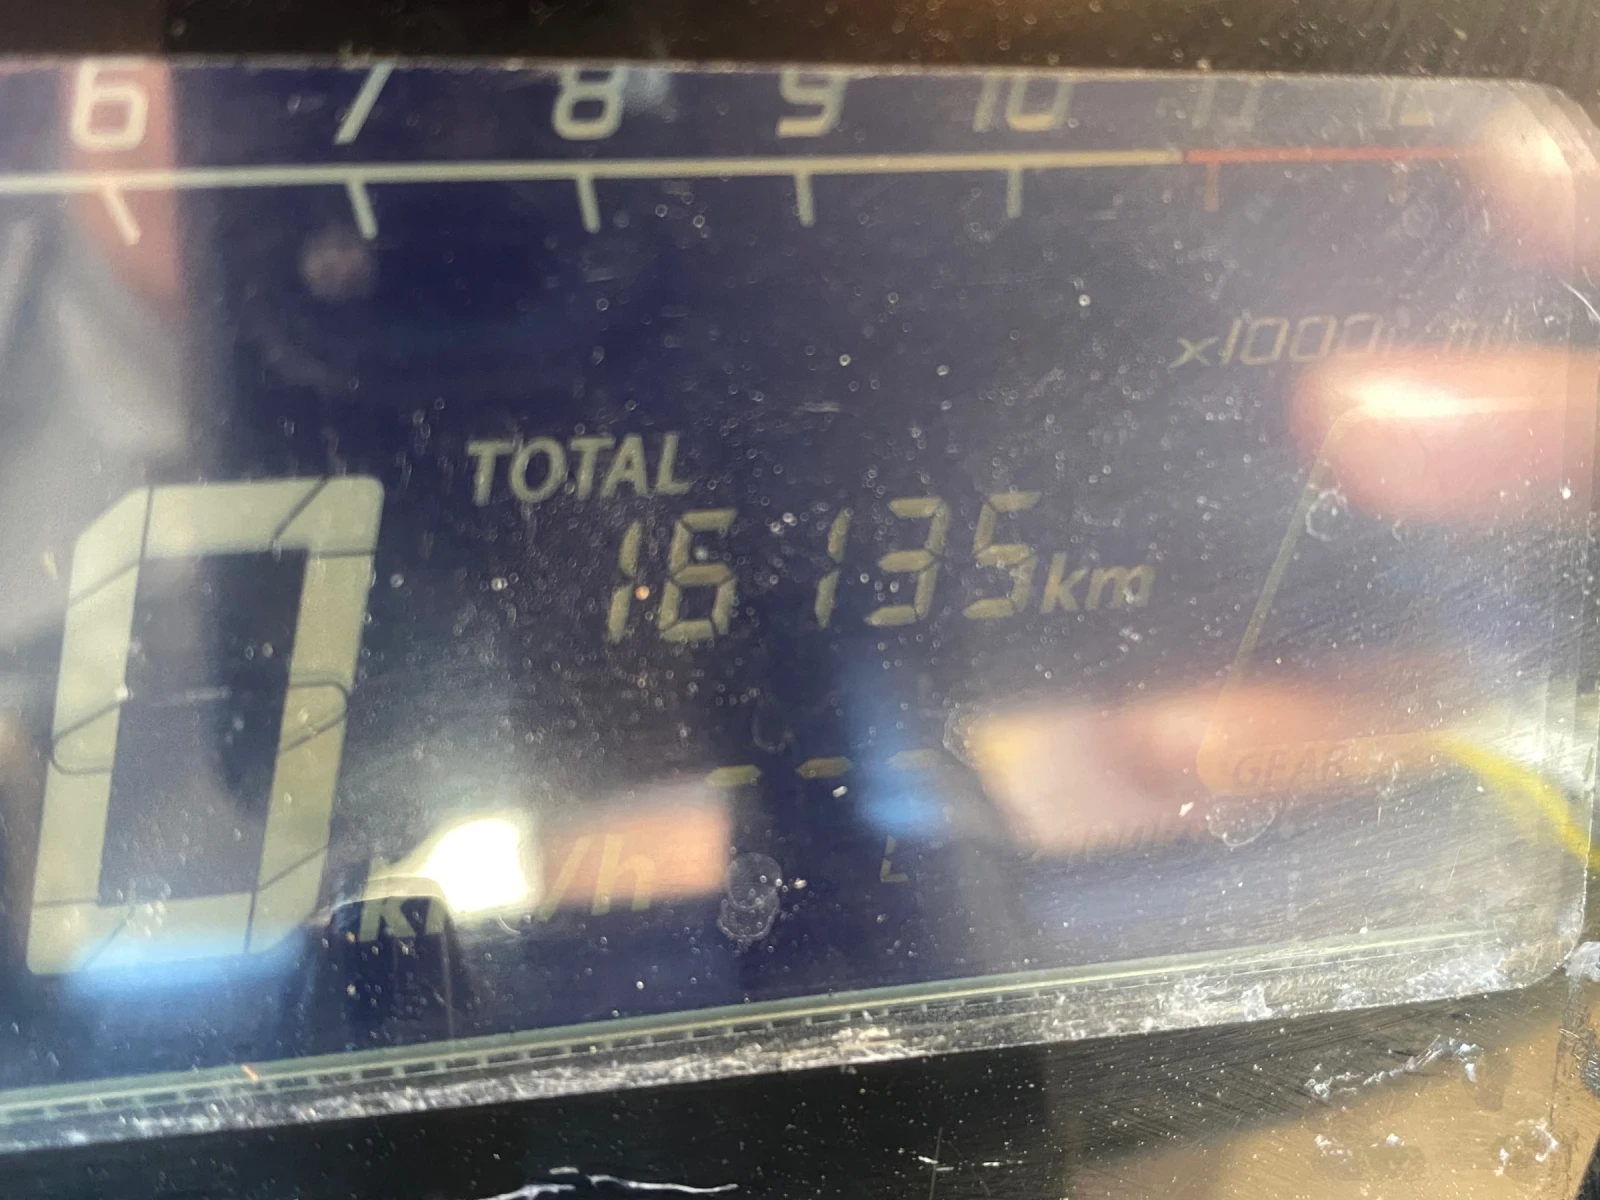 6 7 8 9 10 11 12
x1000r/min
TOTAL
16135km
0
km/h
---
GEAR